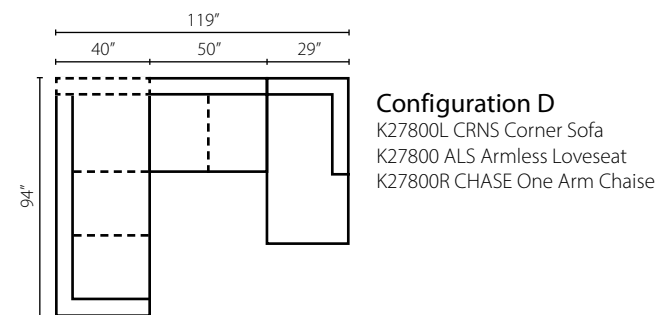 119”
40”
50”
29”
94”
Configuration D
K27800L CRNS Corner Sofa
K27800 ALS Armless Loveseat
K27800R CHASE One Arm Chaise